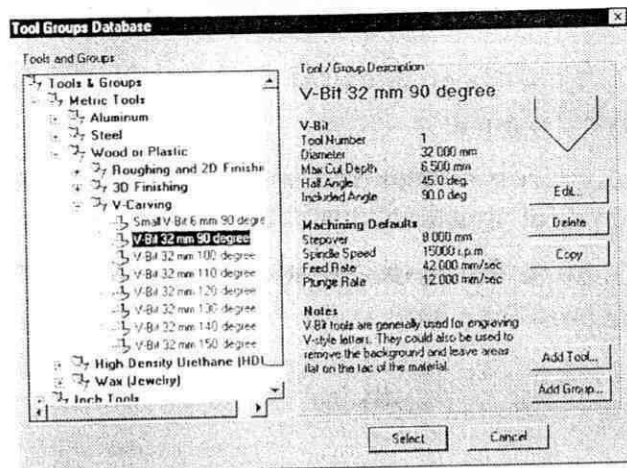 Tool Groups Database
Tools and Groups
Tools & Groups
Metric Tools
Aluminum
Steel
Wood or Plastic
Roughing and 2D Finishi
3D Finishing
V-Carving
Small V-Bit 6 mm 90 degre
V-Bit 32 mm 90 degree
V-Bit 32 mm 100 degree
V-Bit 32 mm 110 degree
V-Bit 32 mm 120 degree
V-Bit 32 mm 130 degree
V-Bit 32 mm 140 degree
V-Bit 32 mm 150 degree
High Density Urethane (HDU
Wax (Jewelry)
Inch Tools
Tool / Group Description
V-Bit 32 mm 90 degree
V-Bit
Tool Number 1
Diameter 32.000 mm
Max Cut Depth 6.500 mm
Half Angle 45.0 deg.
Included Angle 90.0 deg
Machining Defaults
Stepover 8.000 mm
Spindle Speed 15000 r.p.m
Feed Rate 42.000 mm/sec
Plunge Rate 12.000 mm/sec
Notes
V-Bit tools are generally used for engraving
V-style letters. They could also be used to
remove the background and leave areas
flat on the top of the material.
Edit...
Delete
Copy
Add Tool...
Add Group...
Select
Cancel